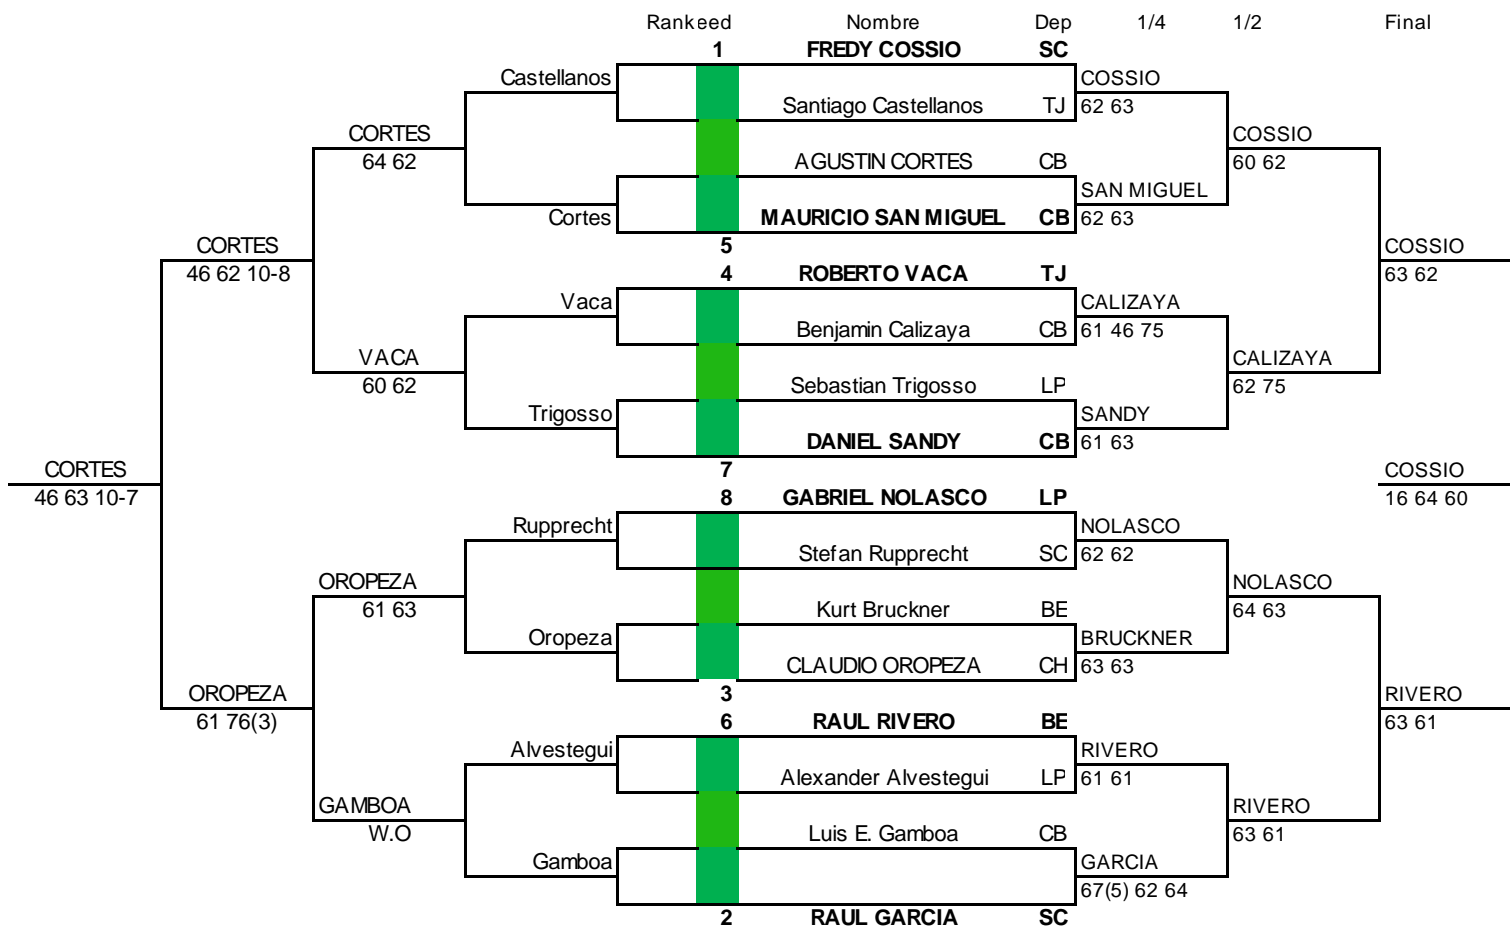 Rankeed Nombre Dep 1/4 1/2 Final
1 FREDY COSSIO SC
Castellanos COSSIO
Santiago Castellanos TJ 62 63
CORTES COSSIO
64 62 AGUSTIN CORTES CB 60 62
SAN MIGUEL
Cortes MAURICIO SAN MIGUEL CB 62 63
CORTES 5 COSSIO
46 62 10-8 4 ROBERTO VACA TJ 63 62
Vaca CALIZAYA
Benjamin Calizaya CB 61 46 75
VACA CALIZAYA
60 62 Sebastian Trigosso LP 62 75
Trigosso SANDY
DANIEL SANDY CB 61 63
CORTES 7 COSSIO
46 63 10-7 8 GABRIEL NOLASCO LP 16 64 60
Rupprecht NOLASCO
Stefan Rupprecht SC 62 62
OROPEZA NOLASCO
61 63 Kurt Bruckner BE 64 63
Oropeza BRUCKNER
CLAUDIO OROPEZA CH 63 63
OROPEZA 3 RIVERO
61 76(3) 6 RAUL RIVERO BE 63 61
Alvestegui RIVERO
Alexander Alvestegui LP 61 61
GAMBOA RIVERO
W.O Luis E. Gamboa CB 63 61
Gamboa GARCIA
67(5) 62 64
2 RAUL GARCIA SC